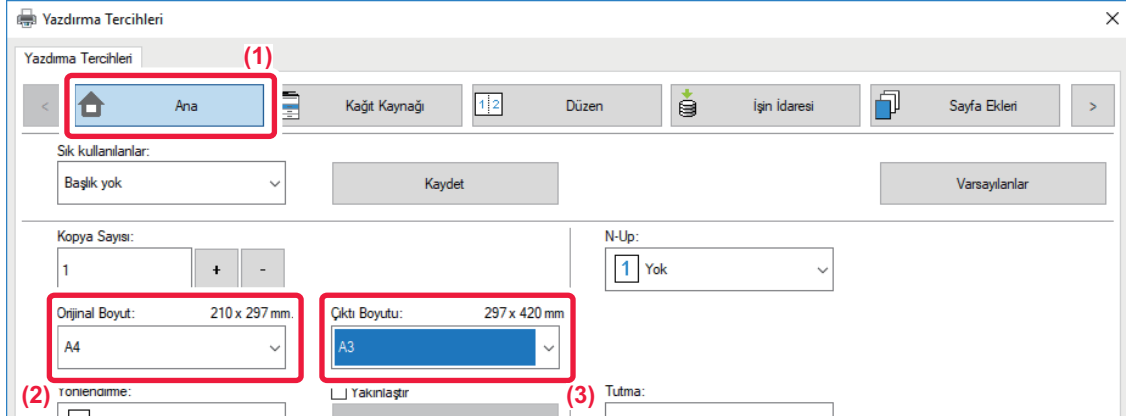 Yazdırma Tercihleri
Yazdırma Tercihleri
(1)
< Ana Kağıt Kaynağı 1 2 Düzen İşin İdaresi Sayfa Ekleri >
Sık kullanılanlar:
Başlık yok Kaydet Varsayılanlar
Kopya Sayısı: N-Up:
1 + - 1 Yok
Orijinal Boyut: 210 x 297 mm. Çıktı Boyutu: 297 x 420 mm
A4 A3
(2) Yönlendirme: Yakınlaştır (3) Tutma: